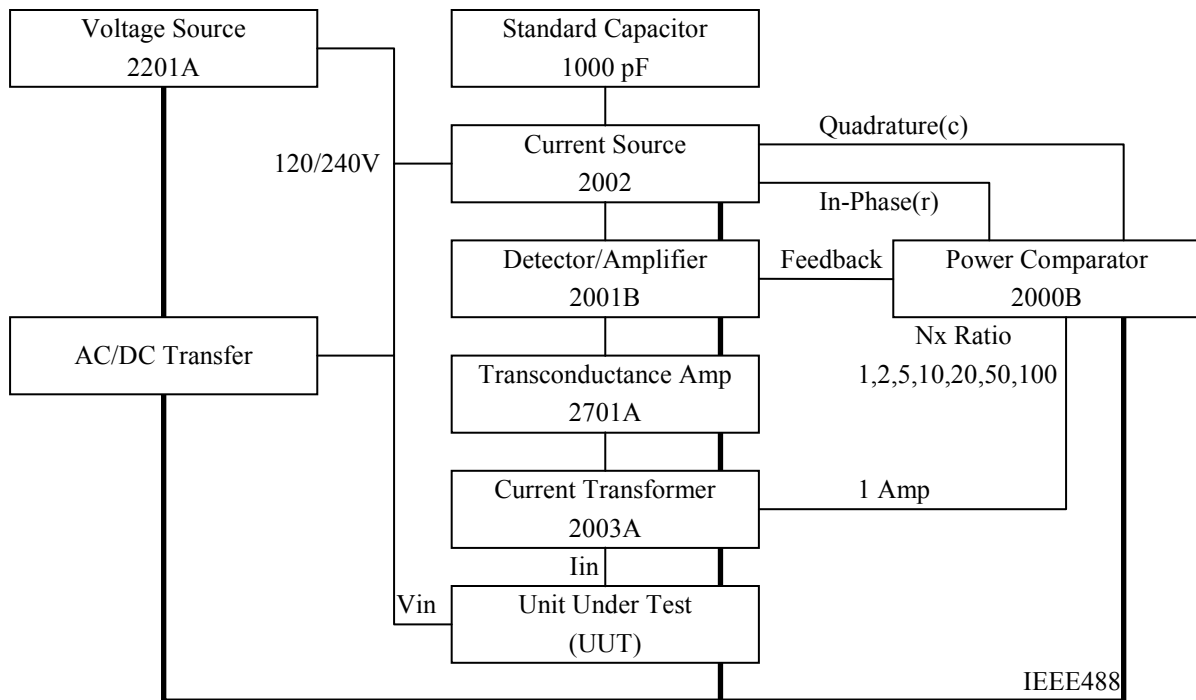 Voltage Source
2201A
Standard Capacitor
1000 pF
Quadrature(c)
120/240V
Current Source
2002
In-Phase(r)
Detector/Amplifier
2001B
Feedback
Power Comparator
2000B
AC/DC Transfer
Nx Ratio
1,2,5,10,20,50,100
Transconductance Amp
2701A
Current Transformer
2003A
1 Amp
Iin
Vin
Unit Under Test
(UUT)
IEEE488